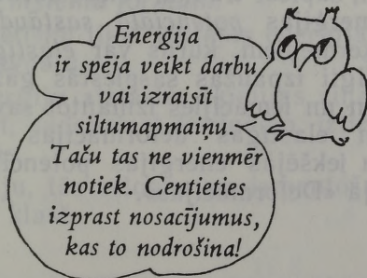 Enerģija
ir spēja veikt darbu
vai izraisīt
siltumapmaiņu.
Taču tas ne vienmēr
notiek. Centieties
izprast nosacījumus,
kas to nodrošina!